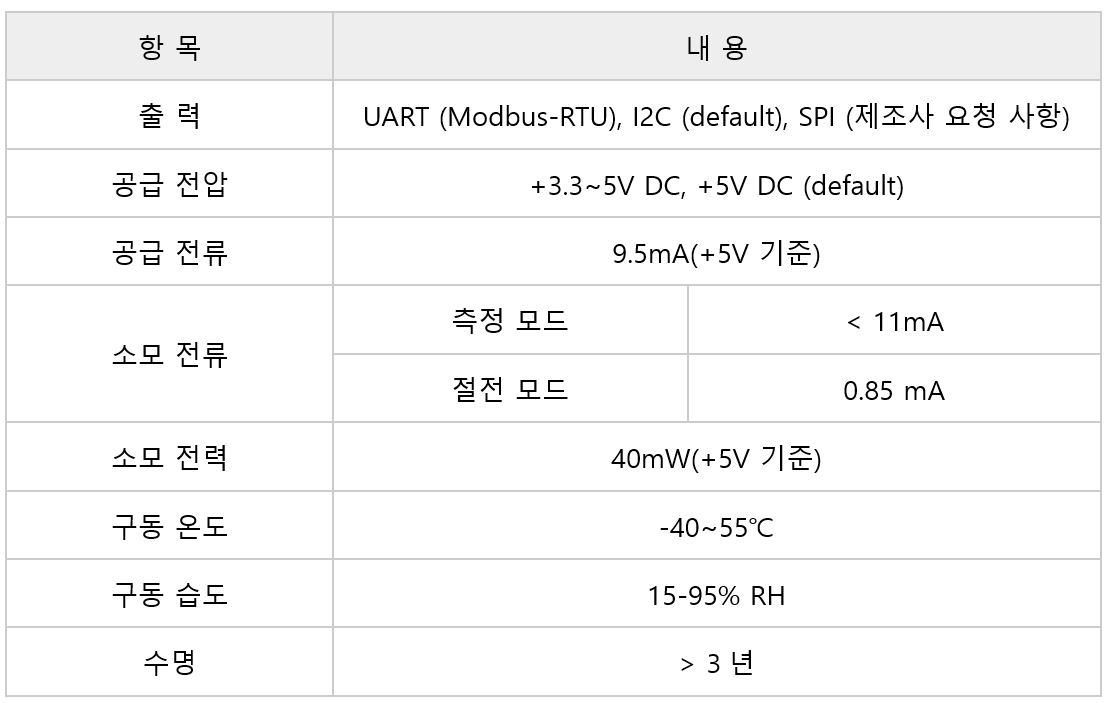 항 목 내 용
출 력 UART (Modbus-RTU), I2C (default), SPI (제조사 요청 사항)
공급 전압 +3.3~5V DC, +5V DC (default)
공급 전류 9.5mA(+5V 기준)
소모 전류 측정 모드 < 11mA
절전 모드 0.85 mA
소모 전력 40mW(+5V 기준)
구동 온도 -40~55℃
구동 습도 15-95% RH
수명 > 3 년